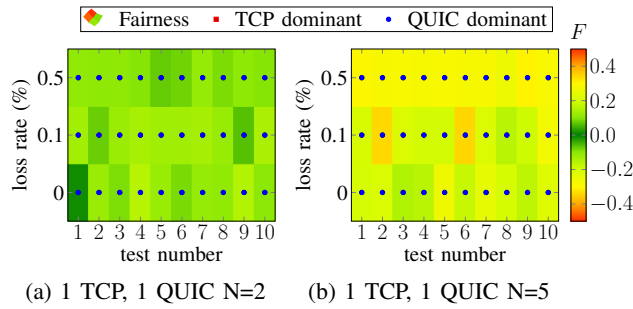 Fairness TCP dominant QUIC dominant
F
loss rate (%)
0.5
0.1
0
1 2 3 4 5 6 7 8 9 10
test number
(a) 1 TCP, 1 QUIC N=2
loss rate (%)
0.5
0.1
0
1 2 3 4 5 6 7 8 9 10
test number
(b) 1 TCP, 1 QUIC N=5
0.4
0.2
0.0
−0.2
−0.4